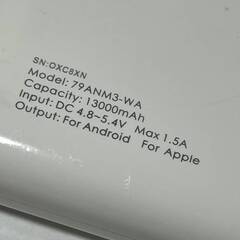 SN:OXC8XN
Model: 79ANM3-WA
Capacity: 13000mAh
Input: DC 4.8~5.4V Max 1.5A
Output: For Android For Apple